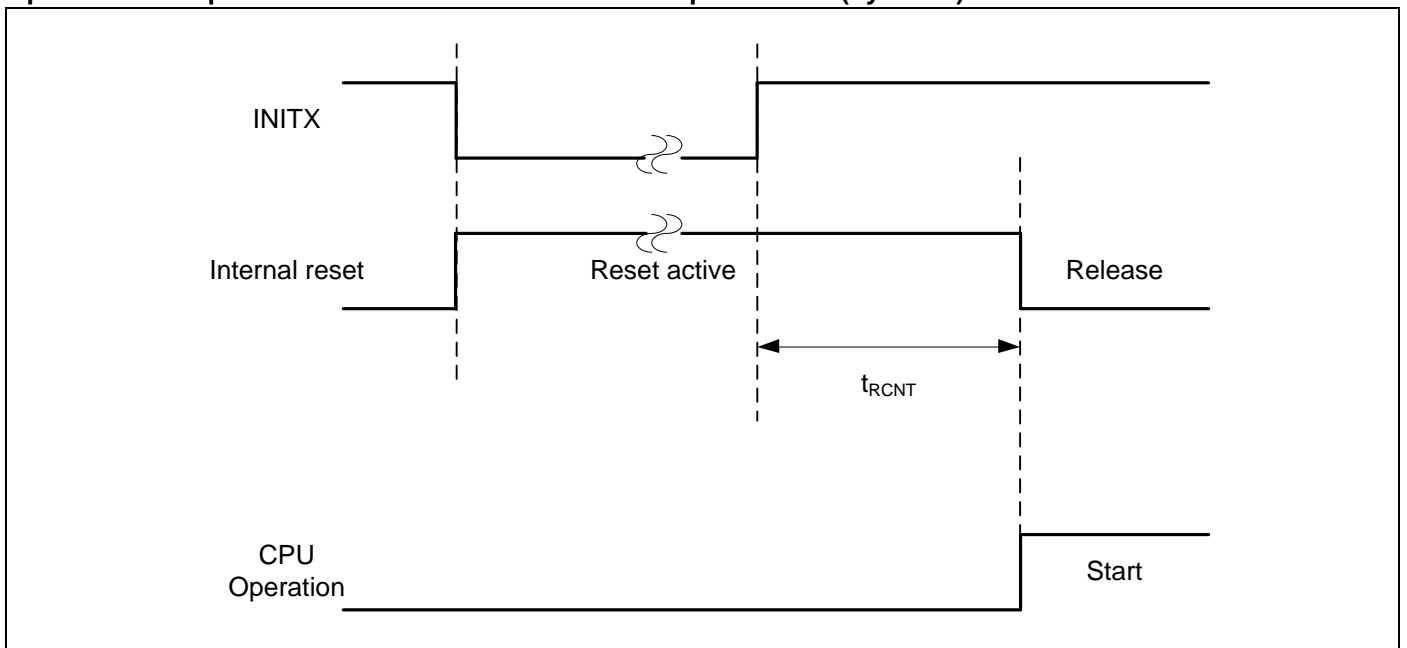 INITX
Internal reset
Reset active
Release
tRCNT
CPU
Operation
Start